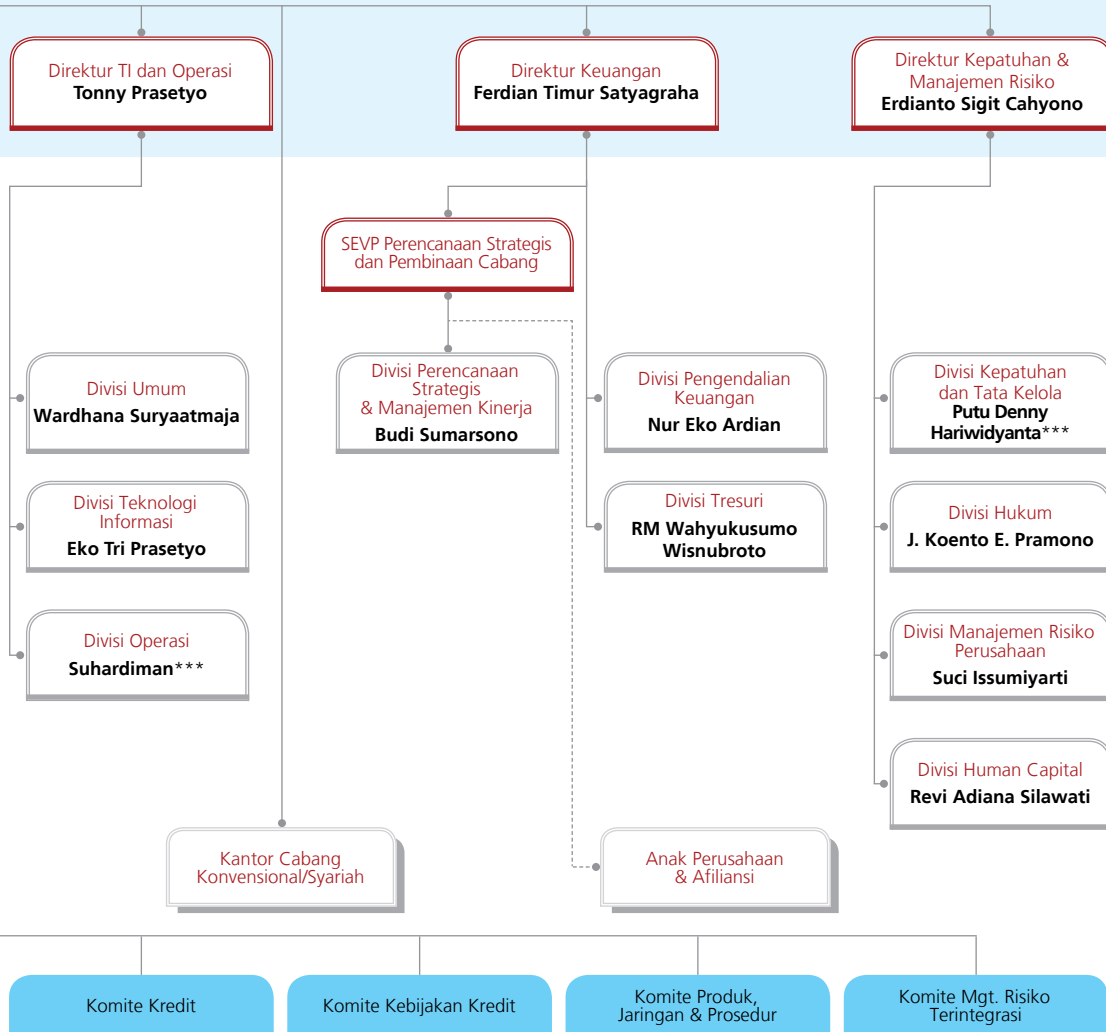 Direktur TI dan Operasi
Tonny Prasetyo
Direktur Keuangan
Ferdian Timur Satyagraha
Direktur Kepatuhan &
Manajemen Risiko
Erdianto Sigit Cahyono
SEVP Perencanaan Strategis
dan Pembinaan Cabang
Divisi Umum
Wardhana Suryaatmaja
Divisi Perencanaan
Strategis
& Manajemen Kinerja
Budi Sumarsono
Divisi Pengendalian
Keuangan
Nur Eko Ardian
Divisi Kepatuhan
dan Tata Kelola
Putu Denny
Hariwidyanta***
Divisi Teknologi
Informasi
Eko Tri Prasetyo
Divisi Tresuri
RM Wahyukusumo
Wisnubroto
Divisi Hukum
J. Koento E. Pramono
Divisi Operasi
Suhardiman***
Divisi Manajemen Risiko
Perusahaan
Suci Issumiyarti
Divisi Human Capital
Revi Adiana Silawati
Kantor Cabang
Konvensional/Syariah
Anak Perusahaan
& Afiliansi
Komite Kredit
Komite Kebijakan Kredit
Komite Produk,
Jaringan & Prosedur
Komite Mgt. Risiko
Terintegrasi